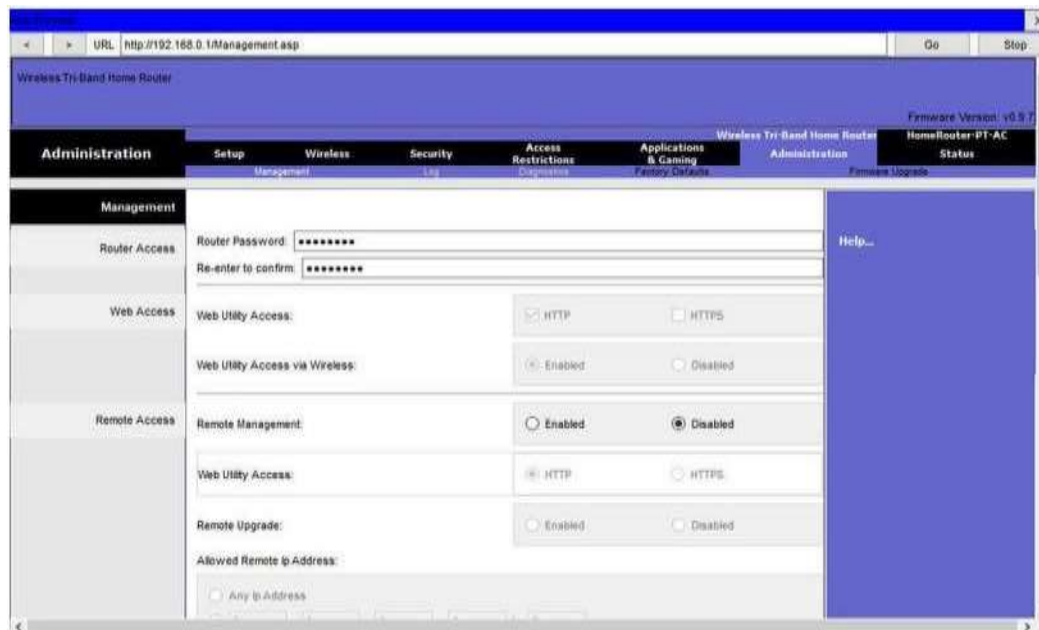 URL http://192.168.0.1/Management.asp Go Stop
Wireless Tri-Band Home Router
Firmware Version: v0.9.7
Wireless Tri-Band Home Router HomeRouter-PT-AC
Administration Setup Wireless Security Access Restrictions Applications & Gaming Administration Status
Management Log Diagnostics Factory Defaults Firmware Upgrade
Management
Router Access Router Password: ●●●●●●●● Help...
Re-enter to confirm: ●●●●●●●●
Web Access Web Utility Access: HTTP HTTPS
Web Utility Access via Wireless: Enabled Disabled
Remote Access Remote Management: Enabled Disabled
Web Utility Access: HTTP HTTPS
Remote Upgrade: Enabled Disabled
Allowed Remote Ip Address:
Any Ip Address